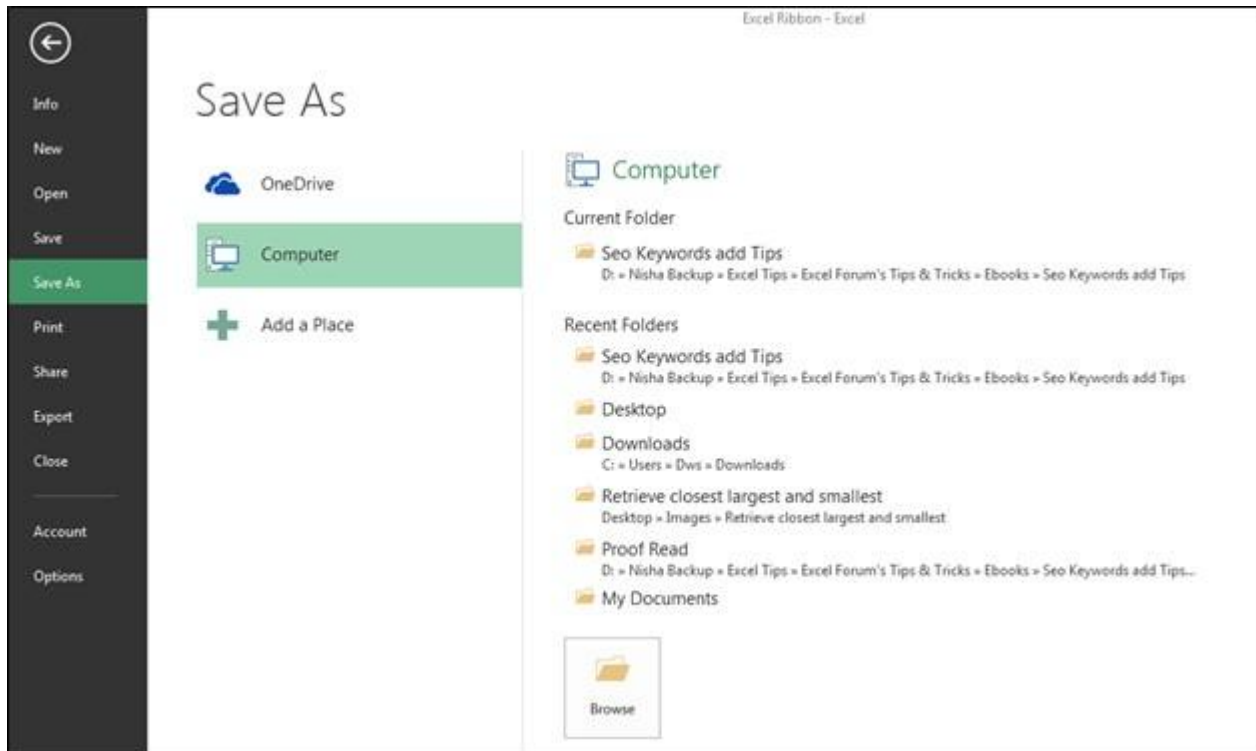 Excel Ribbon - Excel
Info
New
Open
Save
Save As
Print
Share
Export
Close
Account
Options
Save As
OneDrive
Computer
Add a Place
Computer
Current Folder
Seo Keywords add Tips
D: » Nisha Backup » Excel Tips » Excel Forum's Tips & Tricks » Ebooks » Seo Keywords add Tips
Recent Folders
Seo Keywords add Tips
D: » Nisha Backup » Excel Tips » Excel Forum's Tips & Tricks » Ebooks » Seo Keywords add Tips
Desktop
Downloads
C: » Users » Dws » Downloads
Retrieve closest largest and smallest
Desktop » Images » Retrieve closest largest and smallest
Proof Read
D: » Nisha Backup » Excel Tips » Excel Forum's Tips & Tricks » Ebooks » Seo Keywords add Tips...
My Documents
Browse